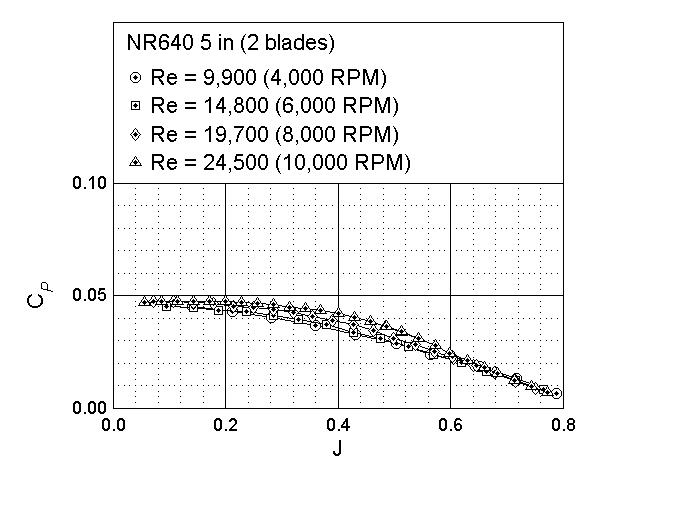 NR640 5 in (2 blades)
Re = 9,900 (4,000 RPM)
Re = 14,800 (6,000 RPM)
Re = 19,700 (8,000 RPM)
Re = 24,500 (10,000 RPM)
0.10
0.05
0.00
C_P
0.0 0.2 0.4 0.6 0.8
J